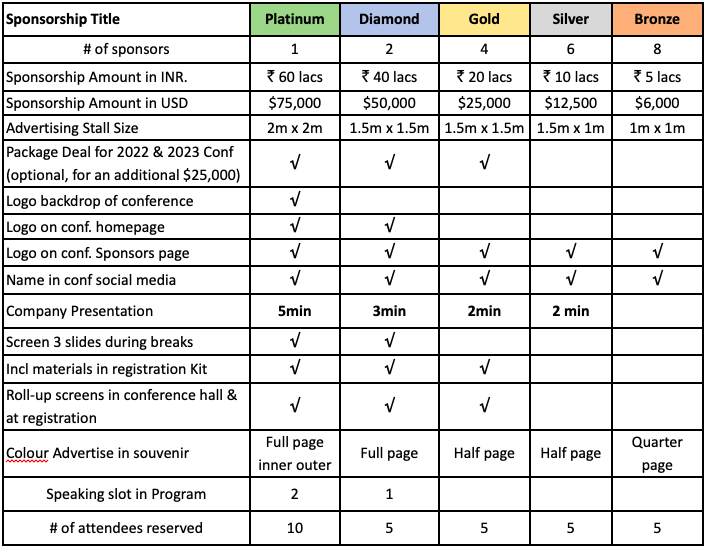 Sponsorship Title Platinum Diamond Gold Silver Bronze
# of sponsors 1 2 4 6 8
Sponsorship Amount in INR. ₹ 60 lacs ₹ 40 lacs ₹ 20 lacs ₹ 10 lacs ₹ 5 lacs
Sponsorship Amount in USD $75,000 $50,000 $25,000 $12,500 $6,000
Advertising Stall Size 2m x 2m 1.5m x 1.5m 1.5m x 1.5m 1.5m x 1m 1m x 1m
Package Deal for 2022 & 2023 Conf
(optional, for an additional $25,000) √ √ √
Logo backdrop of conference √
Logo on conf. homepage √ √
Logo on conf. Sponsors page √ √ √ √ √
Name in conf social media √ √ √ √ √
Company Presentation 5min 3min 2min 2 min
Screen 3 slides during breaks √ √
Incl materials in registration Kit √ √ √
Roll-up screens in conference hall &
at registration √ √ √
Colour Advertise in souvenir Full page
inner outer Full page Half page Half page Quarter
page
Speaking slot in Program 2 1
# of attendees reserved 10 5 5 5 5